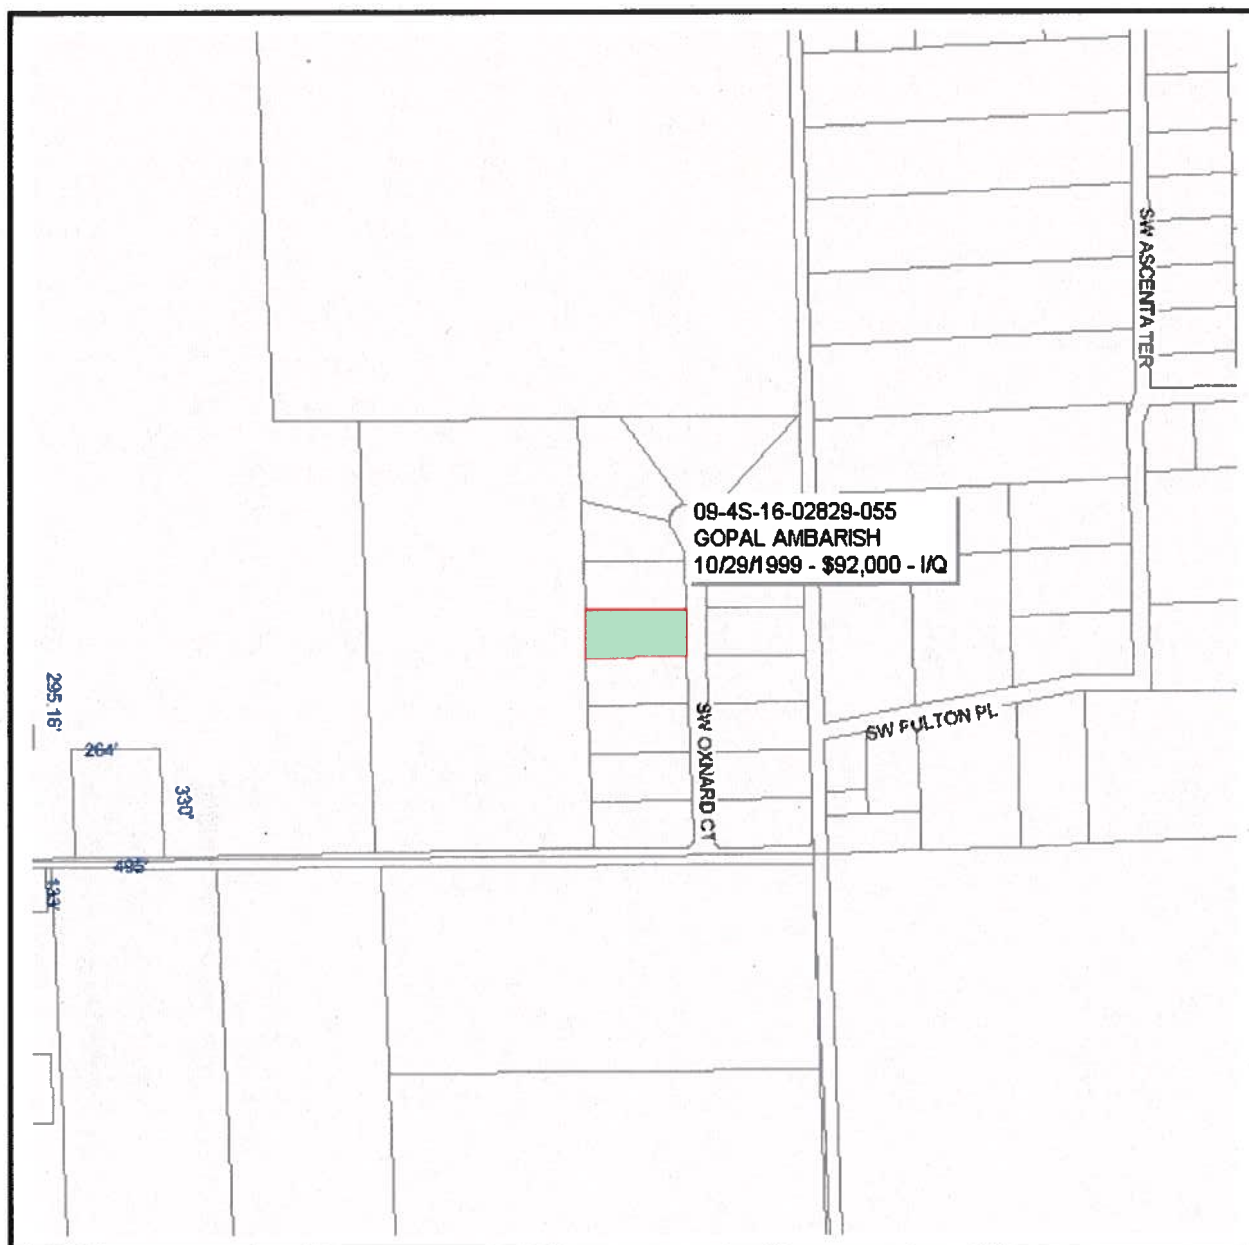 SW ASCENTA TER
09-4S-16-02829-055
GOPAL AMBARISH
10/29/1999 - $92,000 - I/Q
295.16'
SW OXNARD CT
SW FULTON PL
264'
330'
495'
133'